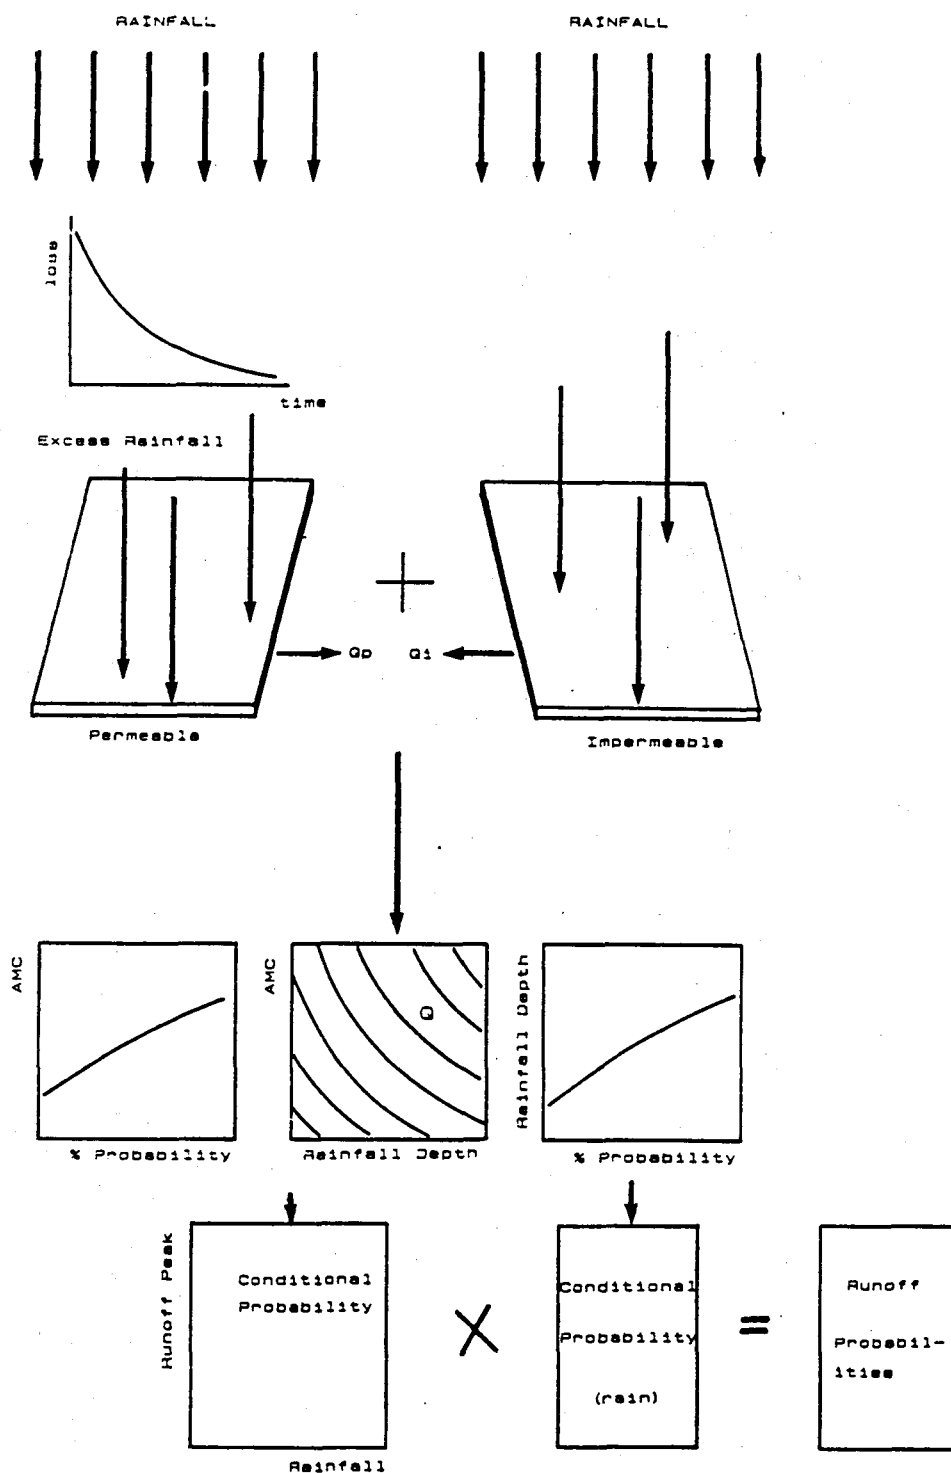 RAINFALL
RAINFALL
loss
time
Excess Rainfall
Qp
Qi
Permeable
Impermeable
AMC
% Probability
AMC
Q
Rainfall Depth
Rainfall Depth
% Probability
Runoff Peak
Conditional
Probability
Rainfall
Conditional
Probability
(rain)
=
Runoff
Probabil-
ities